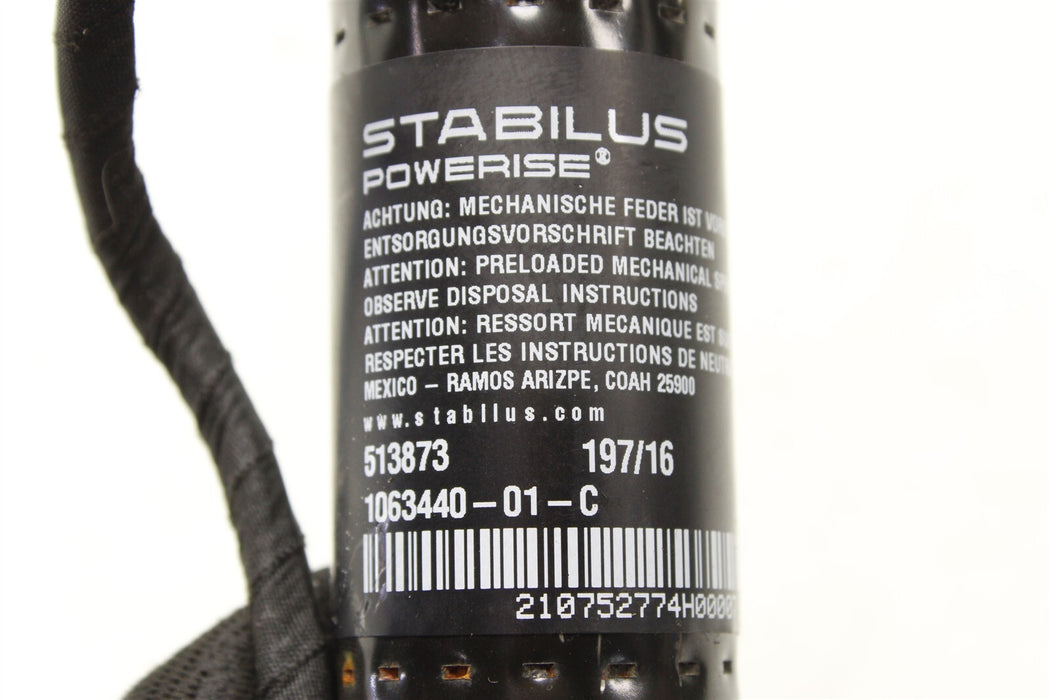 STABILUS
POWERISE®
ACHTUNG: MECHANISCHE FEDER IST
ENTSORGUNGSVORSCHRIFT BEACHTEN
ATTENTION: PRELOADED MECHANICAL
OBSERVE DISPOSAL INSTRUCTIONS
ATTENTION: RESSORT MECANIQUE EST
RESPECTER LES INSTRUCTIONS DE
MEXICO – RAMOS ARIZPE, COAH 25900
www.stabilus.com
513873 197/16
1063440–01–C
210752774H0000